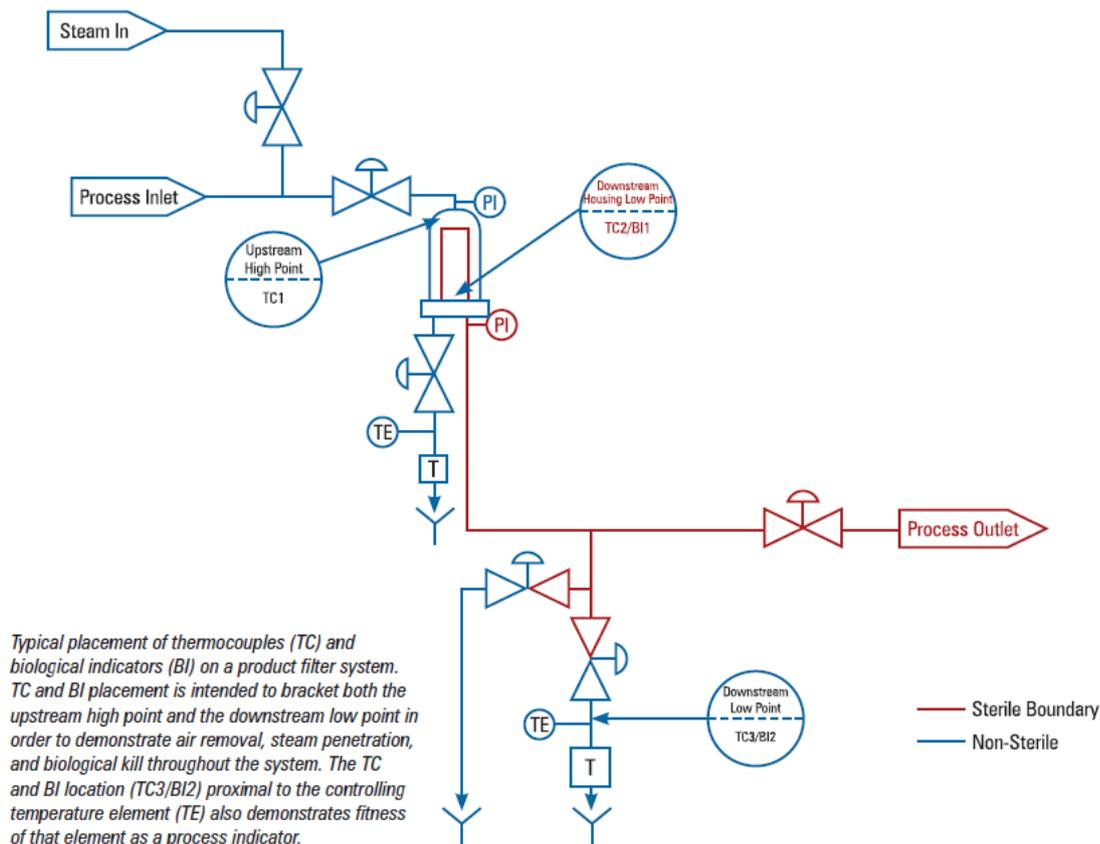 Steam In
Process Inlet
PI
Downstream
Housing Low Point
TC2/BI1
Upstream
High Point
TC1
PI
TE
T
Process Outlet
Downstream
Low Point
TC3/BI2
TE
T
Sterile Boundary
Non-Sterile
Typical placement of thermocouples (TC) and
biological indicators (BI) on a product filter system.
TC and BI placement is intended to bracket both the
upstream high point and the downstream low point in
order to demonstrate air removal, steam penetration,
and biological kill throughout the system. The TC
and BI location (TC3/BI2) proximal to the controlling
temperature element (TE) also demonstrates fitness
of that element as a process indicator.